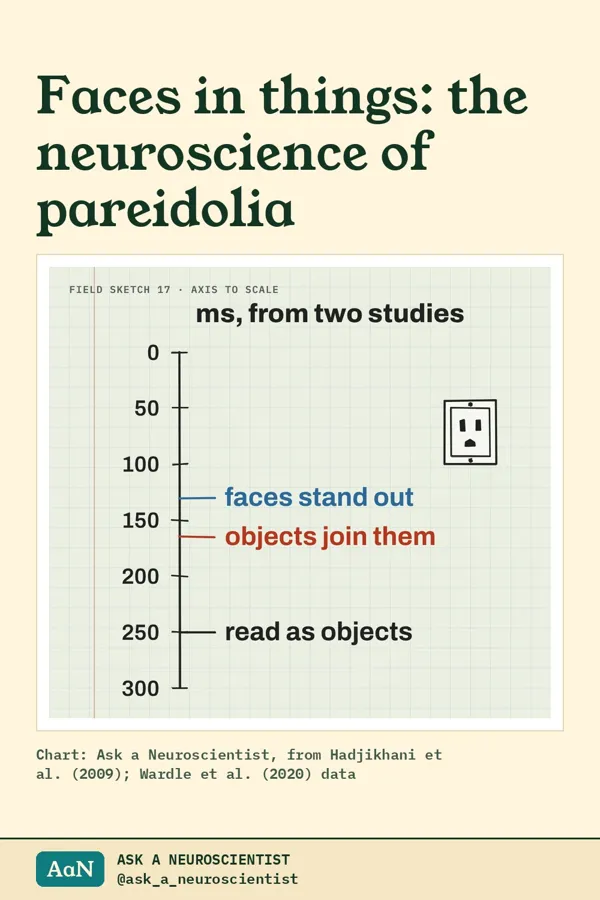 Faces in things: the
neuroscience of
pareidolia
FIELD SKETCH 17 · AXIS TO SCALE
ms, from two studies
0
50
100
faces stand out
150
objects join them
200
250
read as objects
300
Chart: Ask a Neuroscientist, from Hadjikhani et
al. (2009); Wardle et al. (2020) data
AaN
ASK A NEUROSCIENTIST
@ask_a_neuroscientist